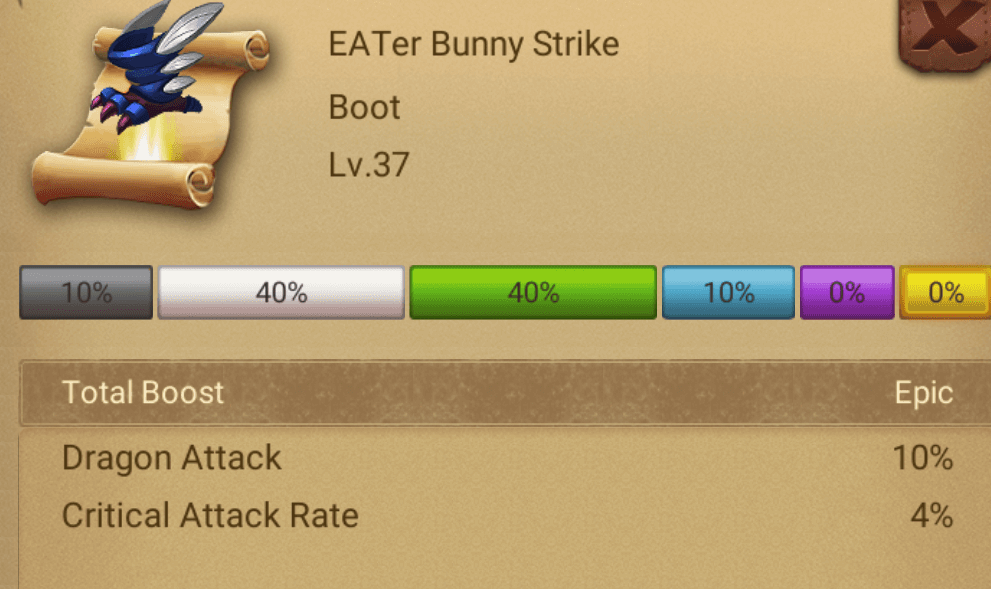 EATer Bunny Strike
Boot
Lv.37
10% 40% 40% 10% 0% 0%
Total Boost Epic
Dragon Attack 10%
Critical Attack Rate 4%